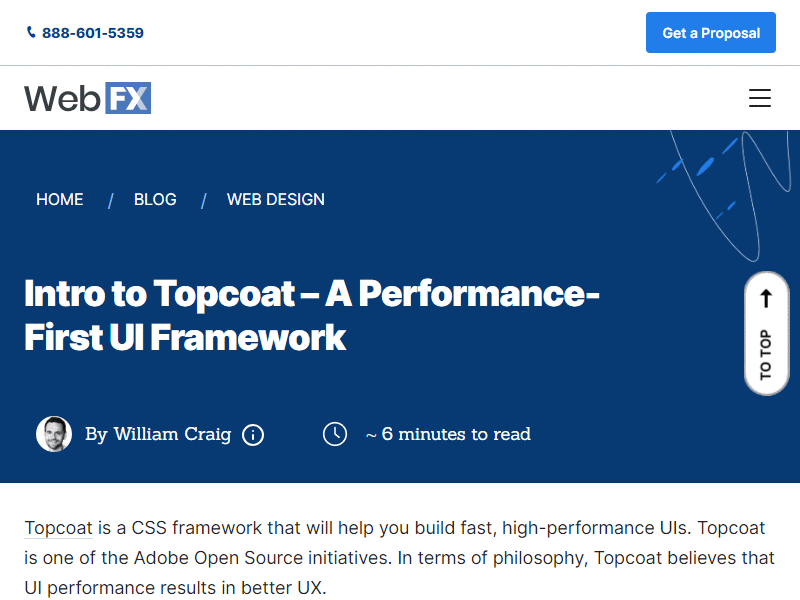 888-601-5359
Get a Proposal
WebFX
HOME / BLOG / WEB DESIGN
Intro to Topcoat – A Performance-
First UI Framework
TO TOP
By William Craig
~ 6 minutes to read
Topcoat is a CSS framework that will help you build fast, high-performance UIs. Topcoat
is one of the Adobe Open Source initiatives. In terms of philosophy, Topcoat believes that
UI performance results in better UX.